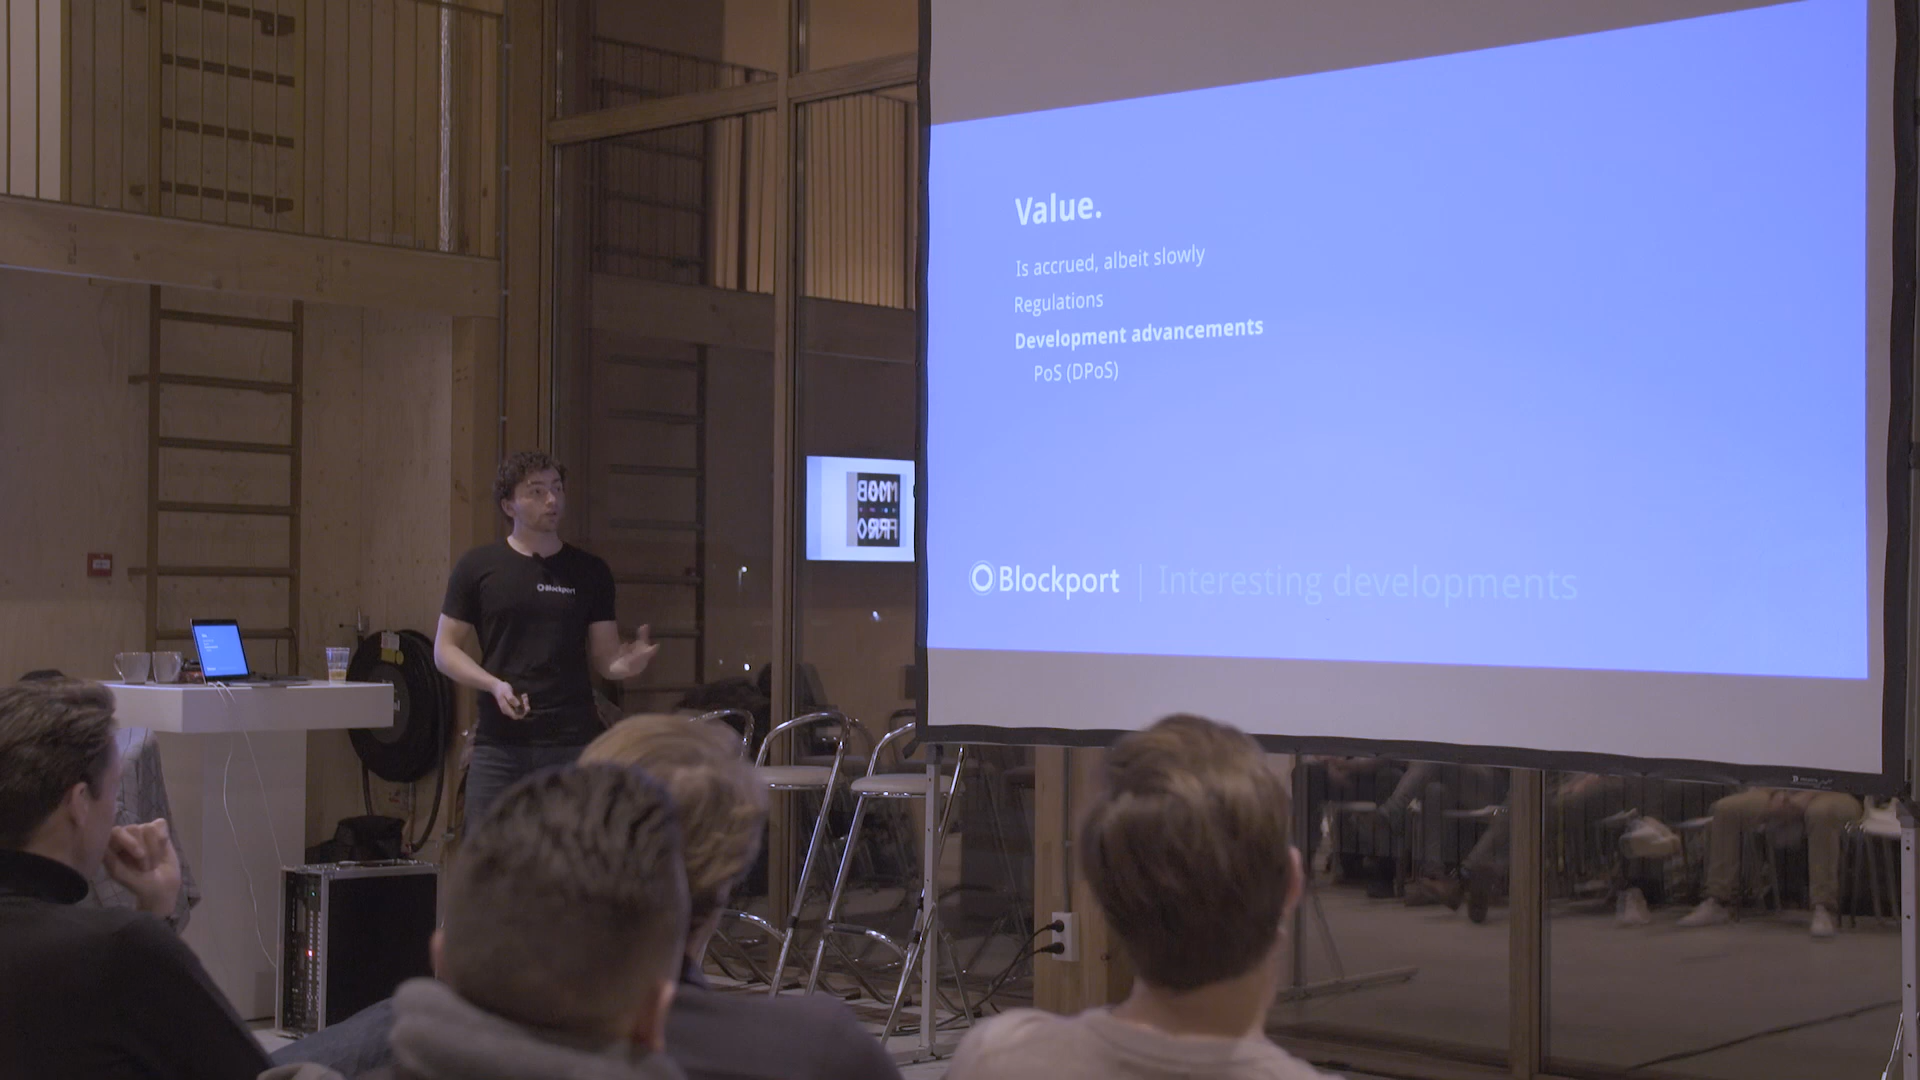 Value.
Is accrued, albeit slowly
Regulations
Development advancements
PoS (DPoS)
Blockport | Interesting developments
Blockport